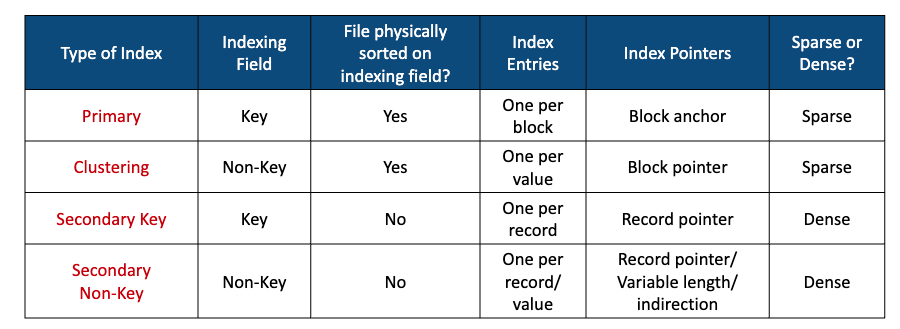 Type of Index
Indexing
Field
File physically
sorted on
indexing field?
Index
Entries
Index Pointers
Sparse or
Dense?
Primary
Key
Yes
One per
block
Block anchor
Sparse
Clustering
Non-Key
Yes
One per
value
Block pointer
Sparse
Secondary Key
Key
No
One per
record
Record pointer
Dense
Secondary
Non-Key
Non-Key
No
One per
record/
value
Record pointer/
Variable length/
indirection
Dense